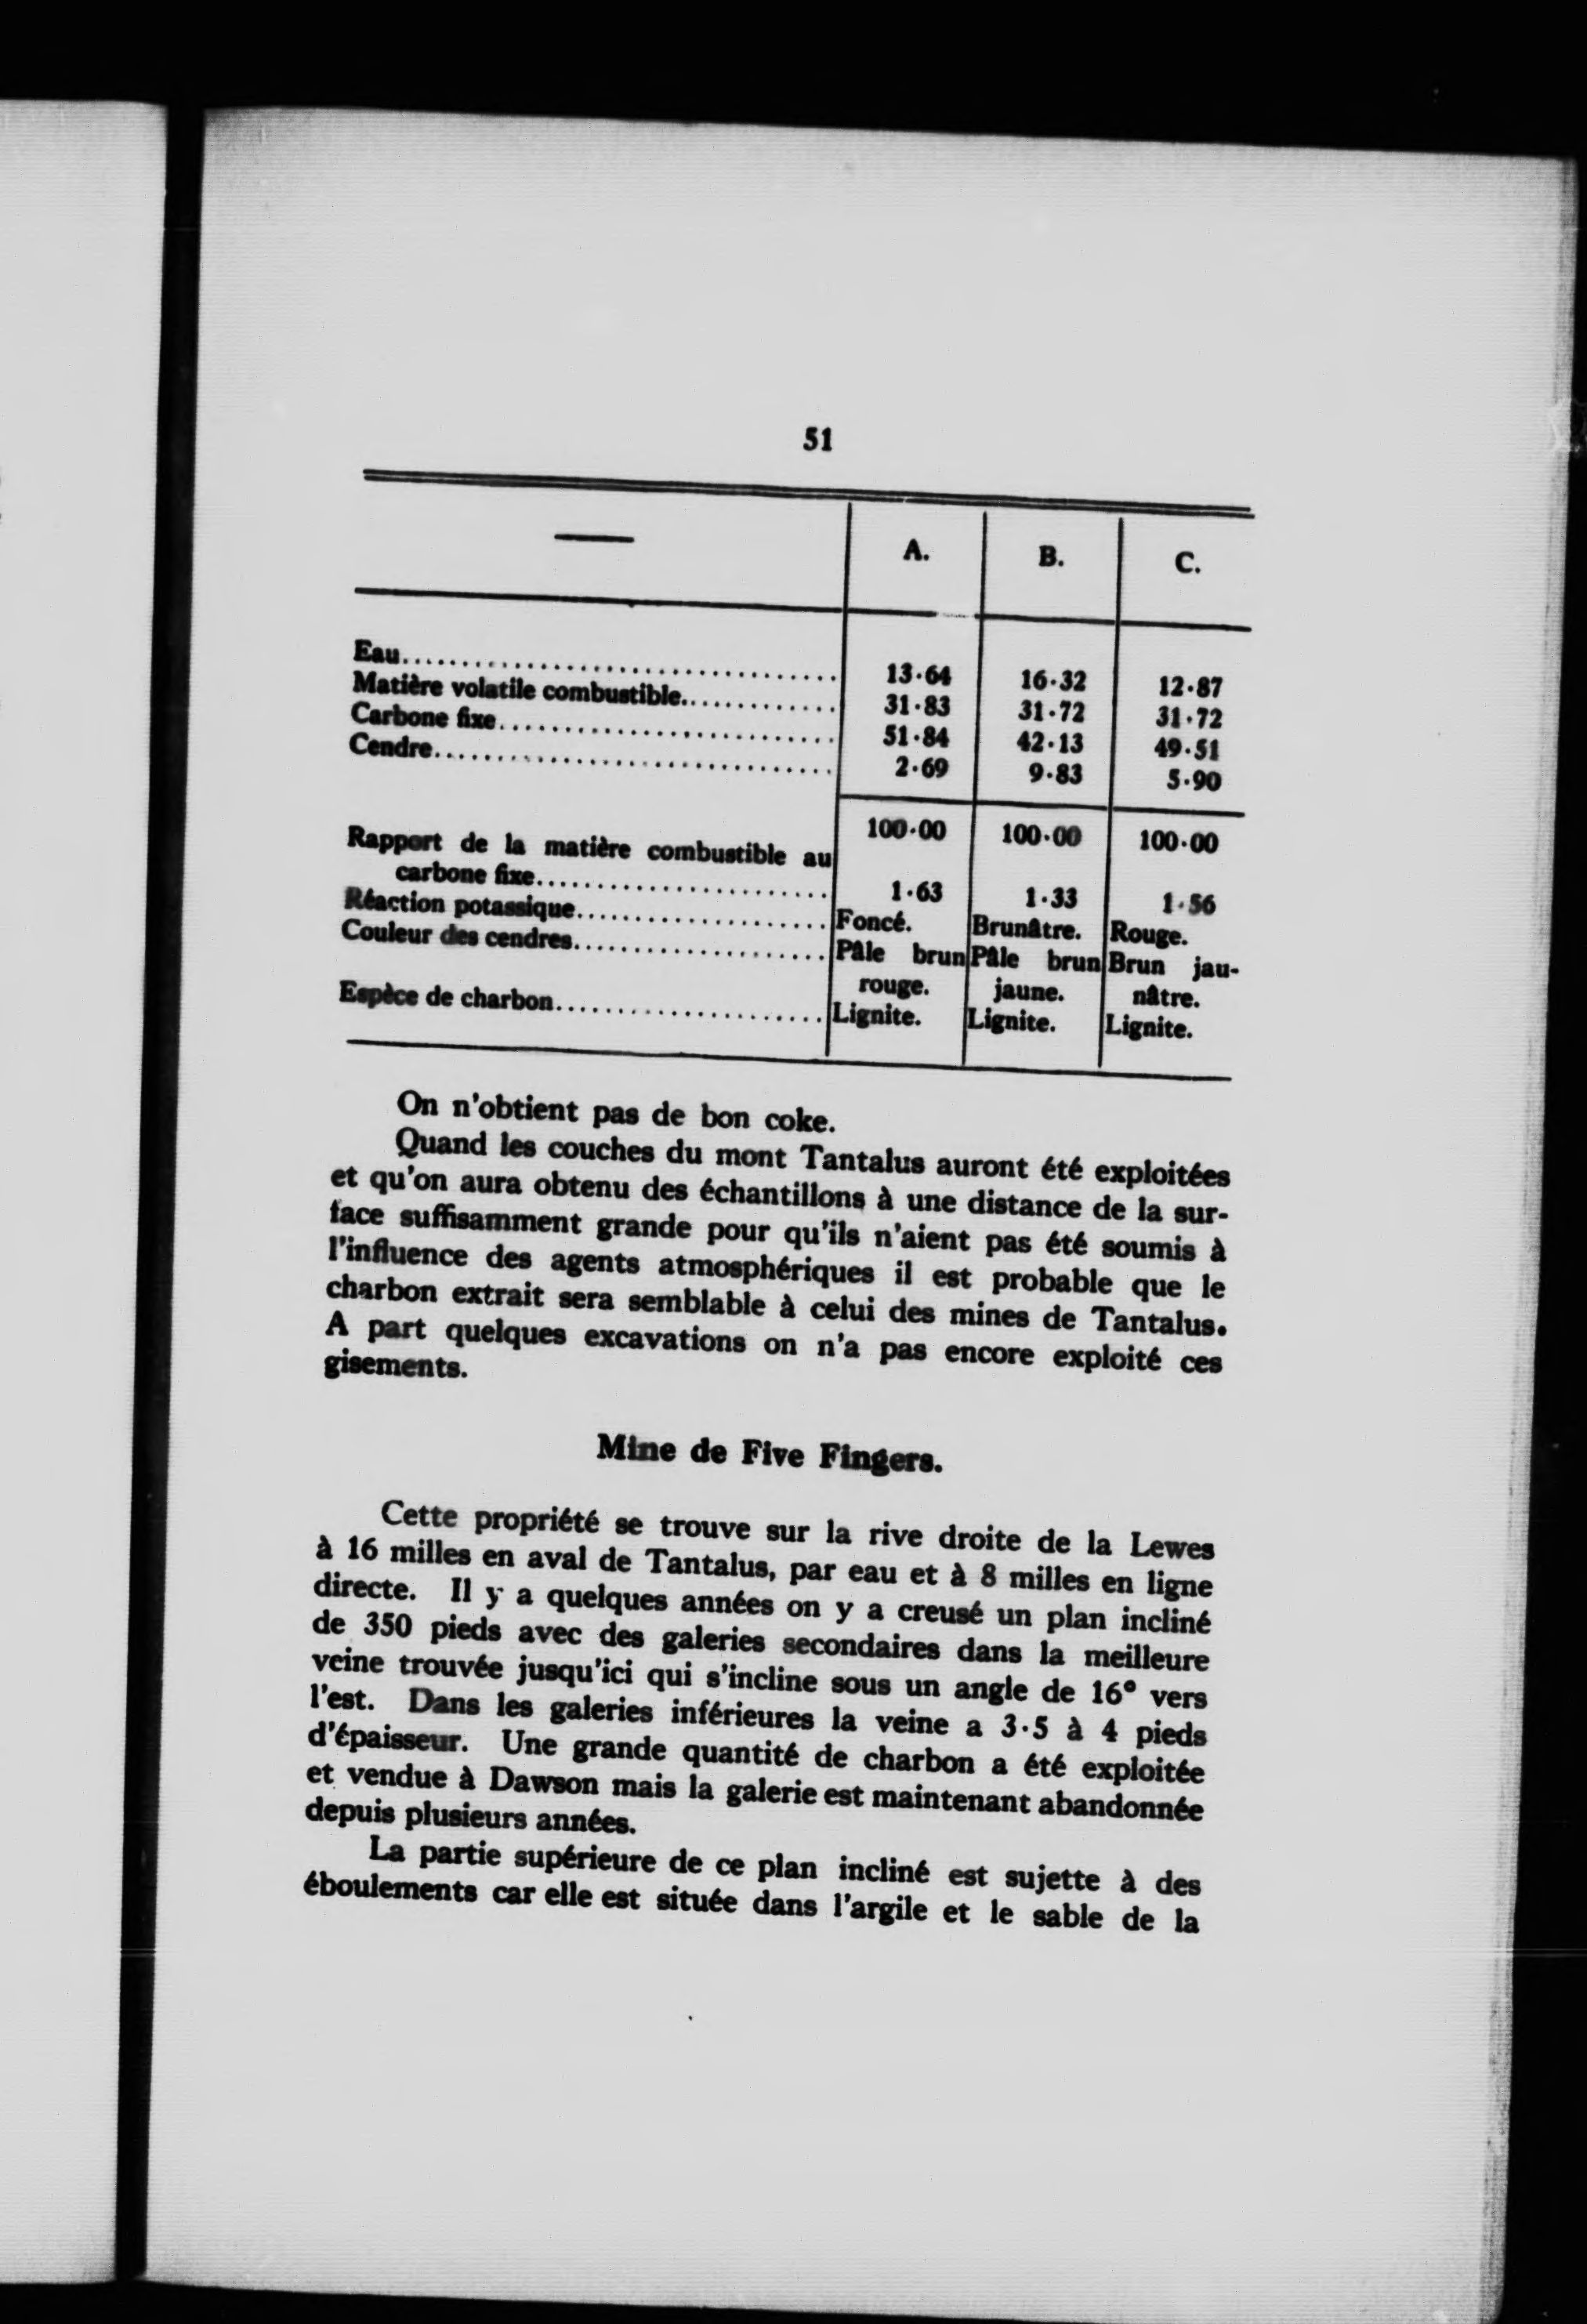 51
A. B. C.
Eau........ 13·64 16·32 12·87
Matière volatile combustible........ 31·83 31·72 31·72
Carbone fixe........ 51·84 42·13 49·51
Cendre........ 2·69 9·83 5·90
100·00 100·00 100·00
Rapport de la matière combustible au
carbone fixe........ 1·63 1·33 1·56
Réaction potassique........ Foncé. Brunâtre. Rouge.
Couleur des cendres........ Pâle brun Pâle brun Brun jau-
rouge. jaune. nâtre.
Espèce de charbon........ Lignite. Lignite. Lignite.
On n'obtient pas de bon coke.
Quand les couches du mont Tantalus auront été exploitées
et qu'on aura obtenu des échantillons à une distance de la sur-
face suffisamment grande pour qu'ils n'aient pas été soumis à
l'influence des agents atmosphériques il est probable que le
charbon extrait sera semblable à celui des mines de Tantalus.
A part quelques excavations on n'a pas encore exploité ces
gisements.
Mine de Five Fingers.
Cette propriété se trouve sur la rive droite de la Lewes
à 16 milles en aval de Tantalus, par eau et à 8 milles en ligne
directe. Il y a quelques années on y a creusé un plan incliné
de 350 pieds avec des galeries secondaires dans la meilleure
veine trouvée jusqu'ici qui s'incline sous un angle de 16° vers
l'est. Dans les galeries inférieures la veine a 3·5 à 4 pieds
d'épaisseur. Une grande quantité de charbon a été exploitée
et vendue à Dawson mais la galerie est maintenant abandonnée
depuis plusieurs années.
La partie supérieure de ce plan incliné est sujette à des
éboulements car elle est située dans l'argile et le sable de la